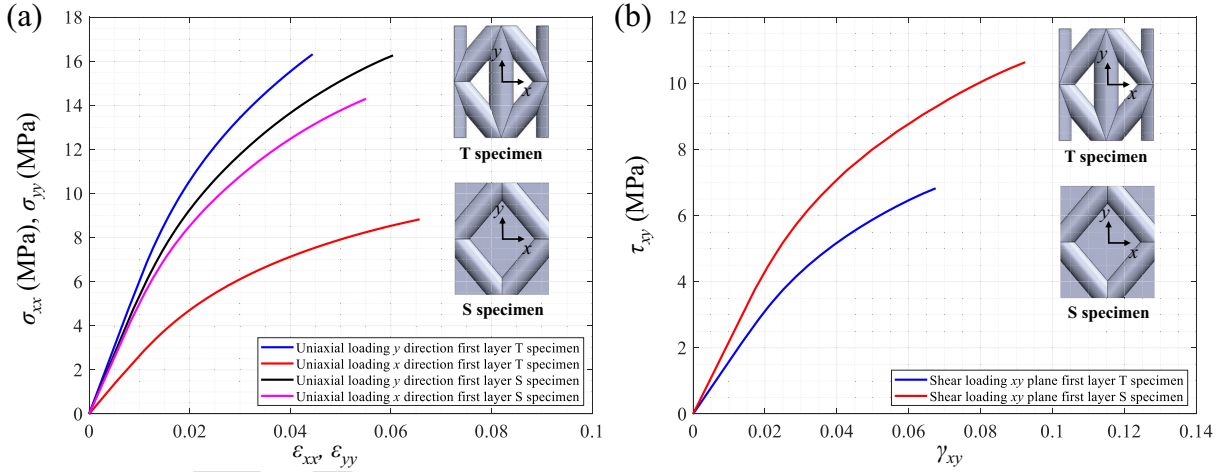 (a)
18
16
14
12
10
8
6
4
2
0
0
0.02
0.04
0.06
0.08
0.1
σxx (MPa), σyy (MPa)
εxx, εyy
y
x
T specimen
y
x
S specimen
Uniaxial loading y direction first layer T specimen
Uniaxial loading x direction first layer T specimen
Uniaxial loading y direction first layer S specimen
Uniaxial loading x direction first layer S specimen
(b)
12
10
8
6
4
2
0
0
0.02
0.04
0.06
0.08
0.1
0.12
0.14
τxy (MPa)
γxy
y
x
T specimen
y
x
S specimen
Shear loading xy plane first layer T specimen
Shear loading xy plane first layer S specimen